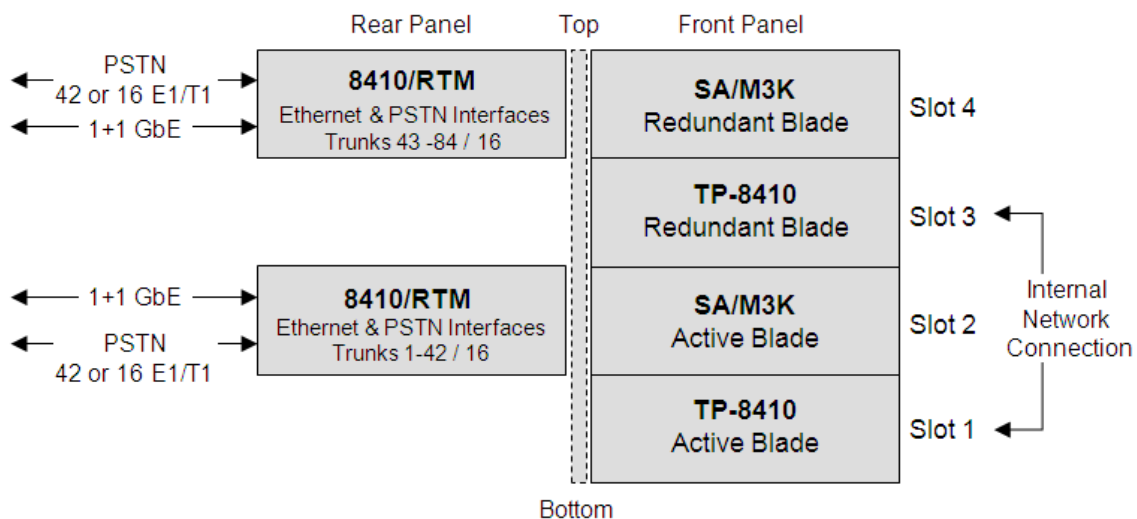 Rear Panel
Top
Front Panel
PSTN
42 or 16 E1/T1
1+1 GbE
8410/RTM
Ethernet & PSTN Interfaces
Trunks 43 -84 / 16
SA/M3K
Redundant Blade
Slot 4
TP-8410
Redundant Blade
Slot 3
1+1 GbE
PSTN
42 or 16 E1/T1
8410/RTM
Ethernet & PSTN Interfaces
Trunks 1-42 / 16
SA/M3K
Active Blade
Slot 2
Internal
Network
Connection
TP-8410
Active Blade
Slot 1
Bottom